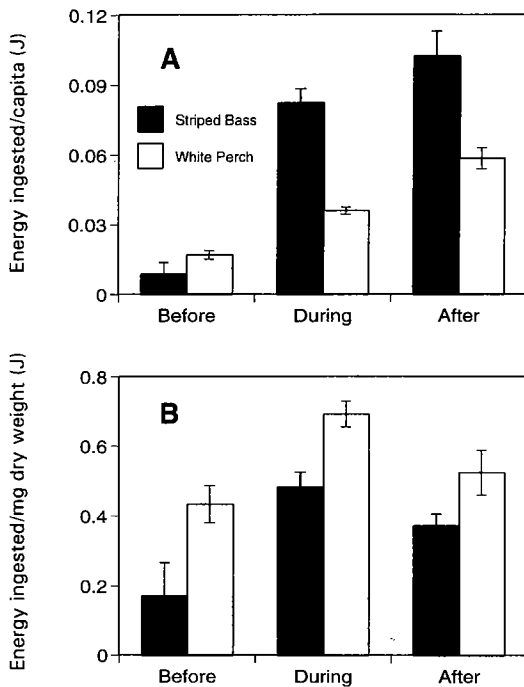 Energy ingested/capita (J)
0.12
0.09
0.06
0.03
0
A
Striped Bass
White Perch
Before
During
After
Energy ingested/mg dry weight (J)
0.8
0.6
0.4
0.2
0
B
Before
During
After